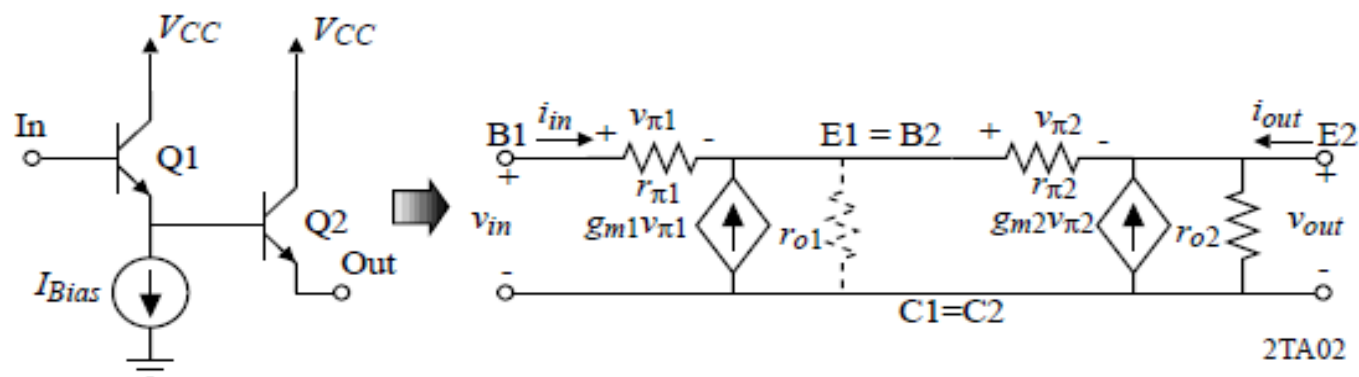 VCC VCC
In
Q1
Q2
Out
IBias
B1 iin + vπ1 - E1 = B2 + vπ2 - iout E2
+ rπ1 rπ2 +
vin gm1vπ1 ro1 gm2vπ2 ro2 vout
- -
C1=C2
2TA02